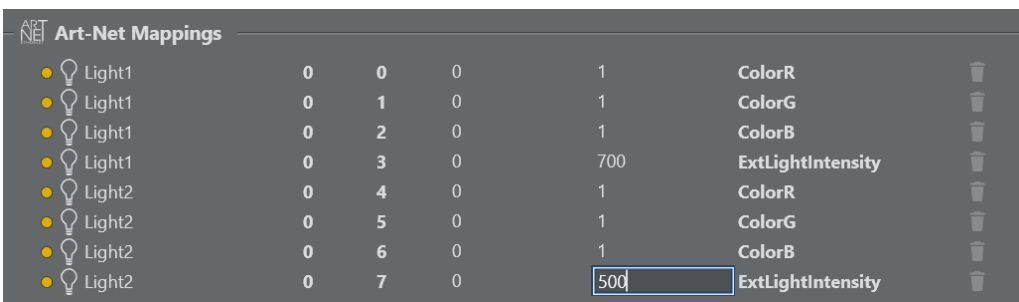 ART NET Art-Net Mappings
Light1 0 0 0 1 ColorR
Light1 0 1 0 1 ColorG
Light1 0 2 0 1 ColorB
Light1 0 3 0 700 ExtLightIntensity
Light2 0 4 0 1 ColorR
Light2 0 5 0 1 ColorG
Light2 0 6 0 1 ColorB
Light2 0 7 0 500 ExtLightIntensity